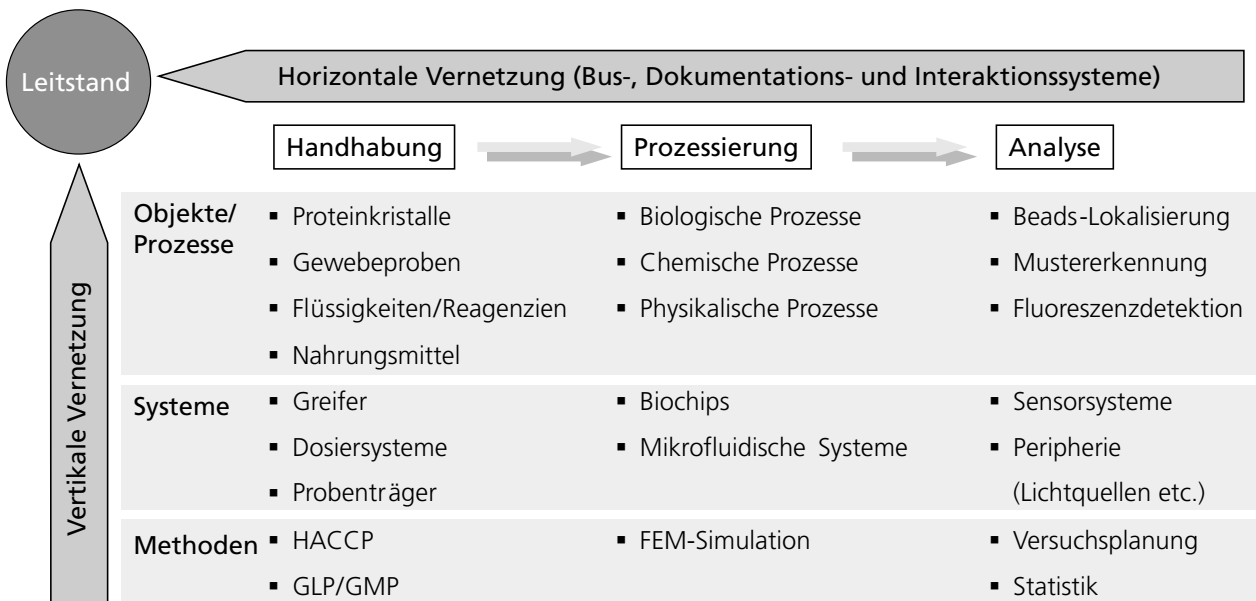 Leitstand
Horizontale Vernetzung (Bus-, Dokumentations- und Interaktionssysteme)
Handhabung
Prozessierung
Analyse
Vertikale Vernetzung
Objekte/
Prozesse
▪ Proteinkristalle
▪ Gewebeproben
▪ Flüssigkeiten/Reagenzien
▪ Nahrungsmittel
▪ Biologische Prozesse
▪ Chemische Prozesse
▪ Physikalische Prozesse
▪ Beads-Lokalisierung
▪ Mustererkennung
▪ Fluoreszenzdetektion
Systeme
▪ Greifer
▪ Dosiersysteme
▪ Probenträger
▪ Biochips
▪ Mikrofluidische Systeme
▪ Sensorsysteme
▪ Peripherie
(Lichtquellen etc.)
Methoden
▪ HACCP
▪ GLP/GMP
▪ FEM-Simulation
▪ Versuchsplanung
▪ Statistik